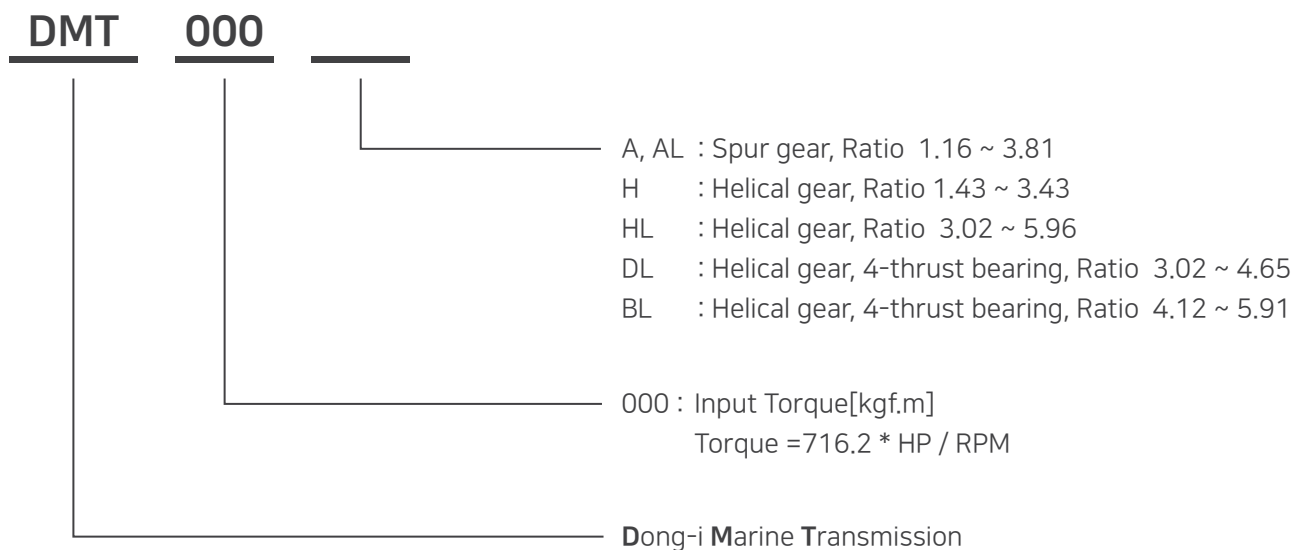 DMT 000
A, AL : Spur gear, Ratio 1.16 ~ 3.81
H : Helical gear, Ratio 1.43 ~ 3.43
HL : Helical gear, Ratio 3.02 ~ 5.96
DL : Helical gear, 4-thrust bearing, Ratio 3.02 ~ 4.65
BL : Helical gear, 4-thrust bearing, Ratio 4.12 ~ 5.91
000 : Input Torque[kgf.m]
Torque =716.2 * HP / RPM
Dong-i Marine Transmission